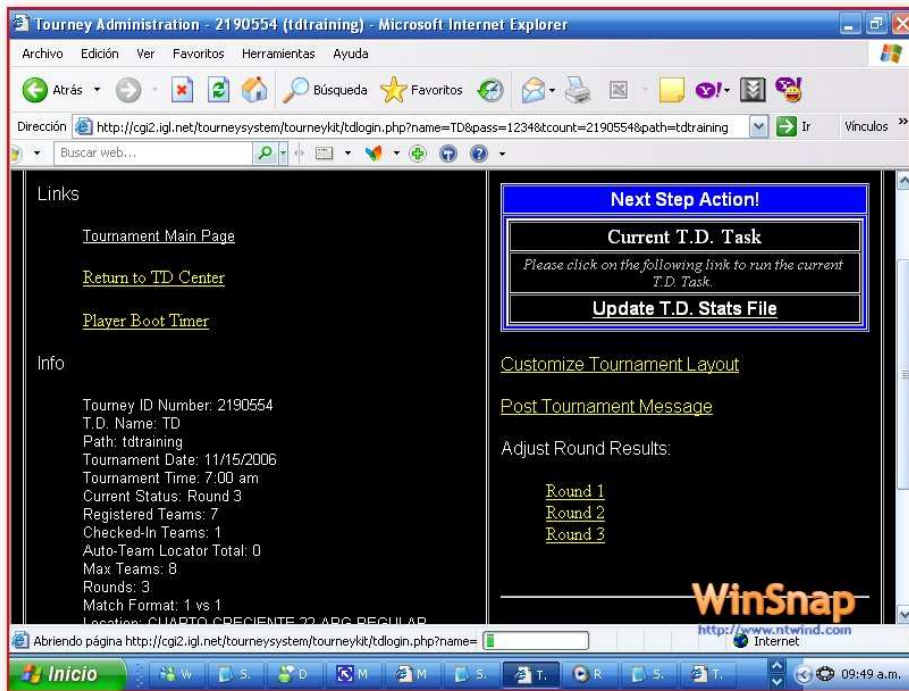 Tourney Administration - 2190554 (tdtraining) - Microsoft Internet Explorer
Archivo Edición Ver Favoritos Herramientas Ayuda
Atrás Búsqueda Favoritos
Dirección http://cgi2.igl.net/tourneysystem/tourneykit/tdlogin.php?name=TD&pass=1234&tcount=2190554&path=tdtraining Ir Vínculos »
Buscar web...
Links
Tournament Main Page
Return to TD Center
Player Boot Timer
Info
Tourney ID Number: 2190554
T.D. Name: TD
Path: tdtraining
Tournament Date: 11/15/2006
Tournament Time: 7:00 am
Current Status: Round 3
Registered Teams: 7
Checked-In Teams: 1
Auto-Team Locator Total: 0
Max Teams: 8
Rounds: 3
Match Format: 1 vs 1
Location: CUARTO CRECIENTE 22 ARG REGULAR
Next Step Action!
Current T.D. Task
Please click on the following link to run the current
T.D. Task.
Update T.D. Stats File
Customize Tournament Layout
Post Tournament Message
Adjust Round Results:
Round 1
Round 2
Round 3
WinSnap
http://www.ntwind.com
Abriendo página http://cgi2.igl.net/tourneysystem/tourneykit/tdlogin.php?name= Internet
Inicio W S. D M M S. T. R S. T. 09:49 a.m.